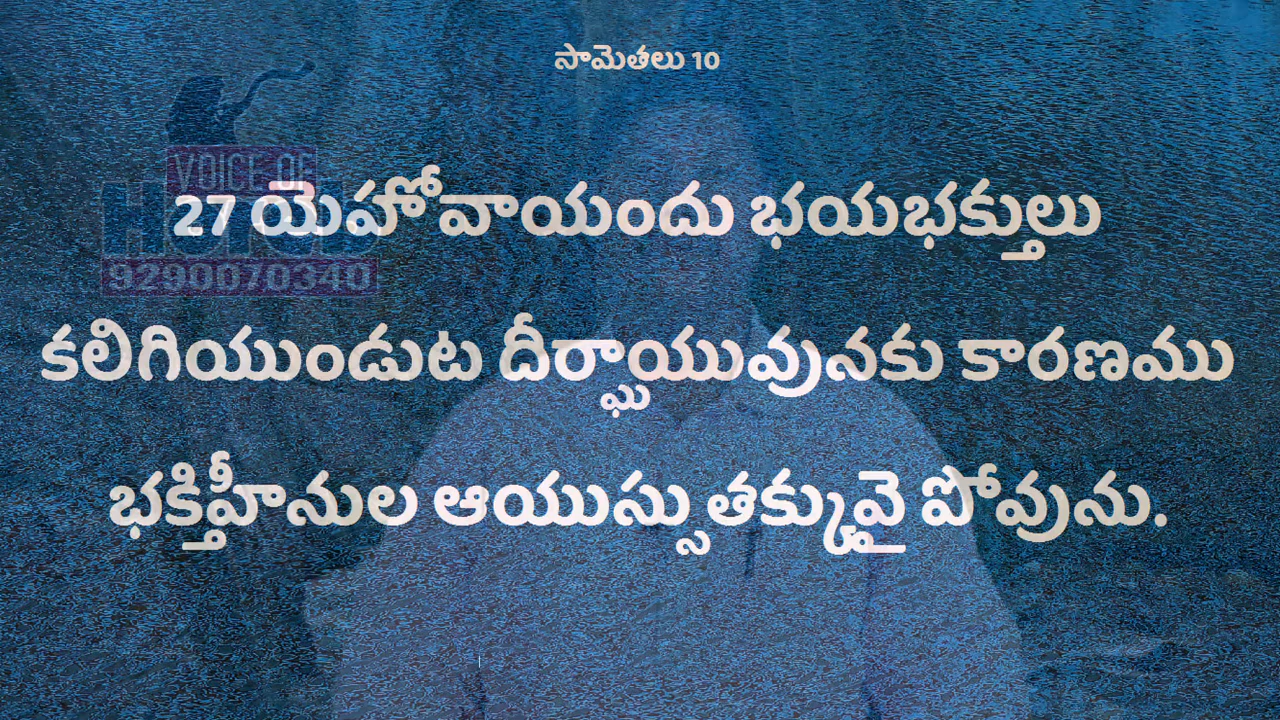 సామెతలు 10
VOICE OF
27 యెహోవాయందు భయభక్తులు
9290070340
కలిగియుండుట దీర్ఘాయువునకు కారణము
భక్తిహీనుల ఆయుస్సుతక్కువై పోవును.